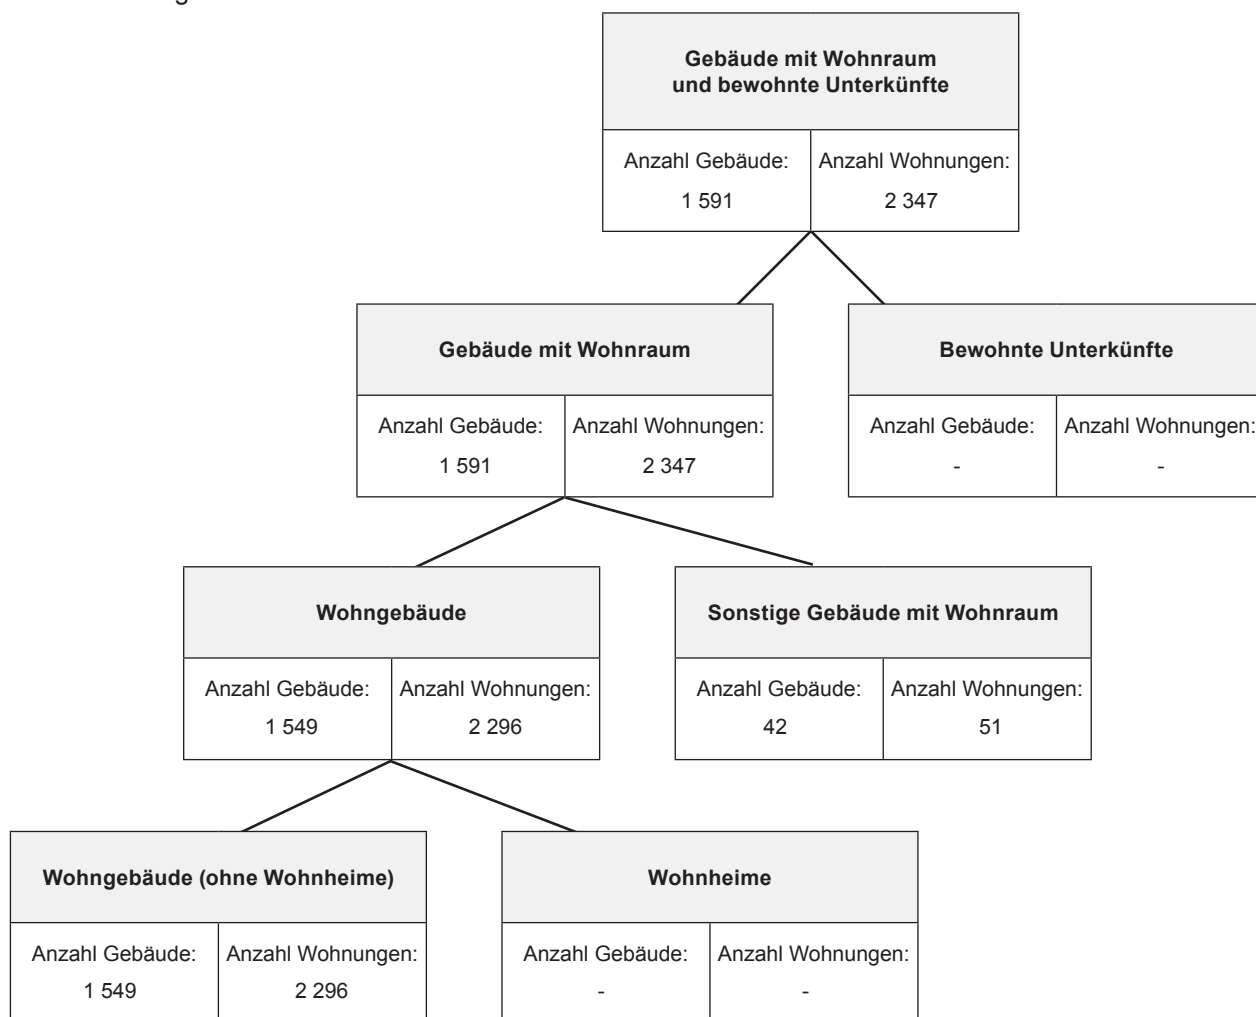 Gebäude mit Wohnraum
und bewohnte Unterkünfte
Anzahl Gebäude: Anzahl Wohnungen:
1 591 2 347
Gebäude mit Wohnraum Bewohnte Unterkünfte
Anzahl Gebäude: Anzahl Wohnungen: Anzahl Gebäude: Anzahl Wohnungen:
1 591 2 347 - -
Wohngebäude Sonstige Gebäude mit Wohnraum
Anzahl Gebäude: Anzahl Wohnungen: Anzahl Gebäude: Anzahl Wohnungen:
1 549 2 296 42 51
Wohngebäude (ohne Wohnheime) Wohnheime
Anzahl Gebäude: Anzahl Wohnungen: Anzahl Gebäude: Anzahl Wohnungen:
1 549 2 296 - -